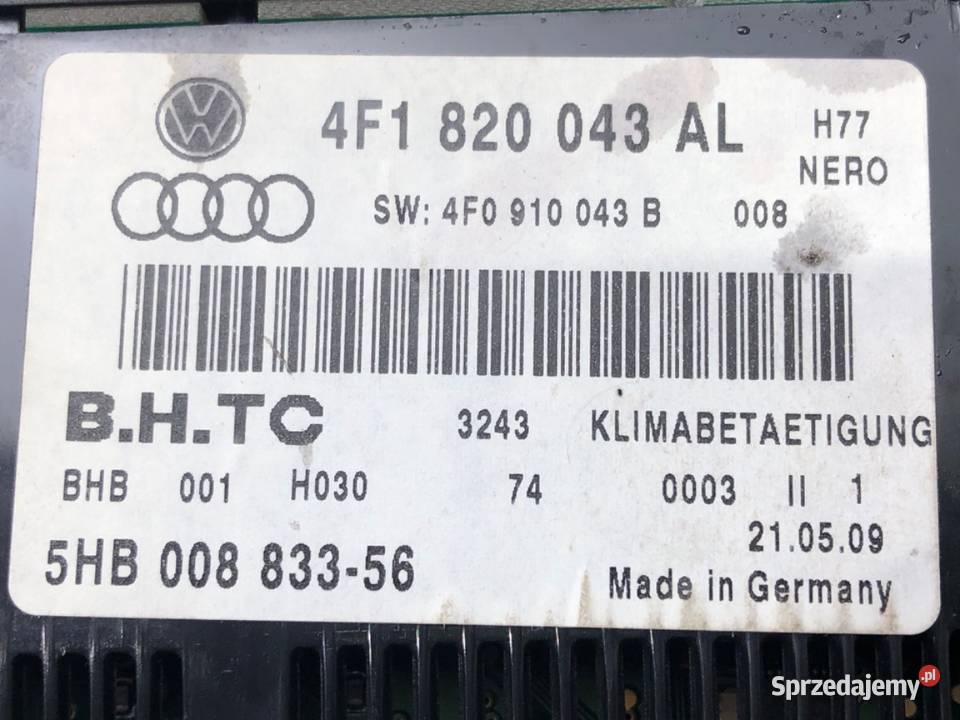 4F1 820 043 AL H77
NERO
SW: 4F0 910 043 B 008
B.H.TC 3243 KLIMABETAETIGUNG
BHB 001 H030 74 0003 II 1
21.05.09
5HB 008 833-56 Made in Germany
Sprzedajemy.pl